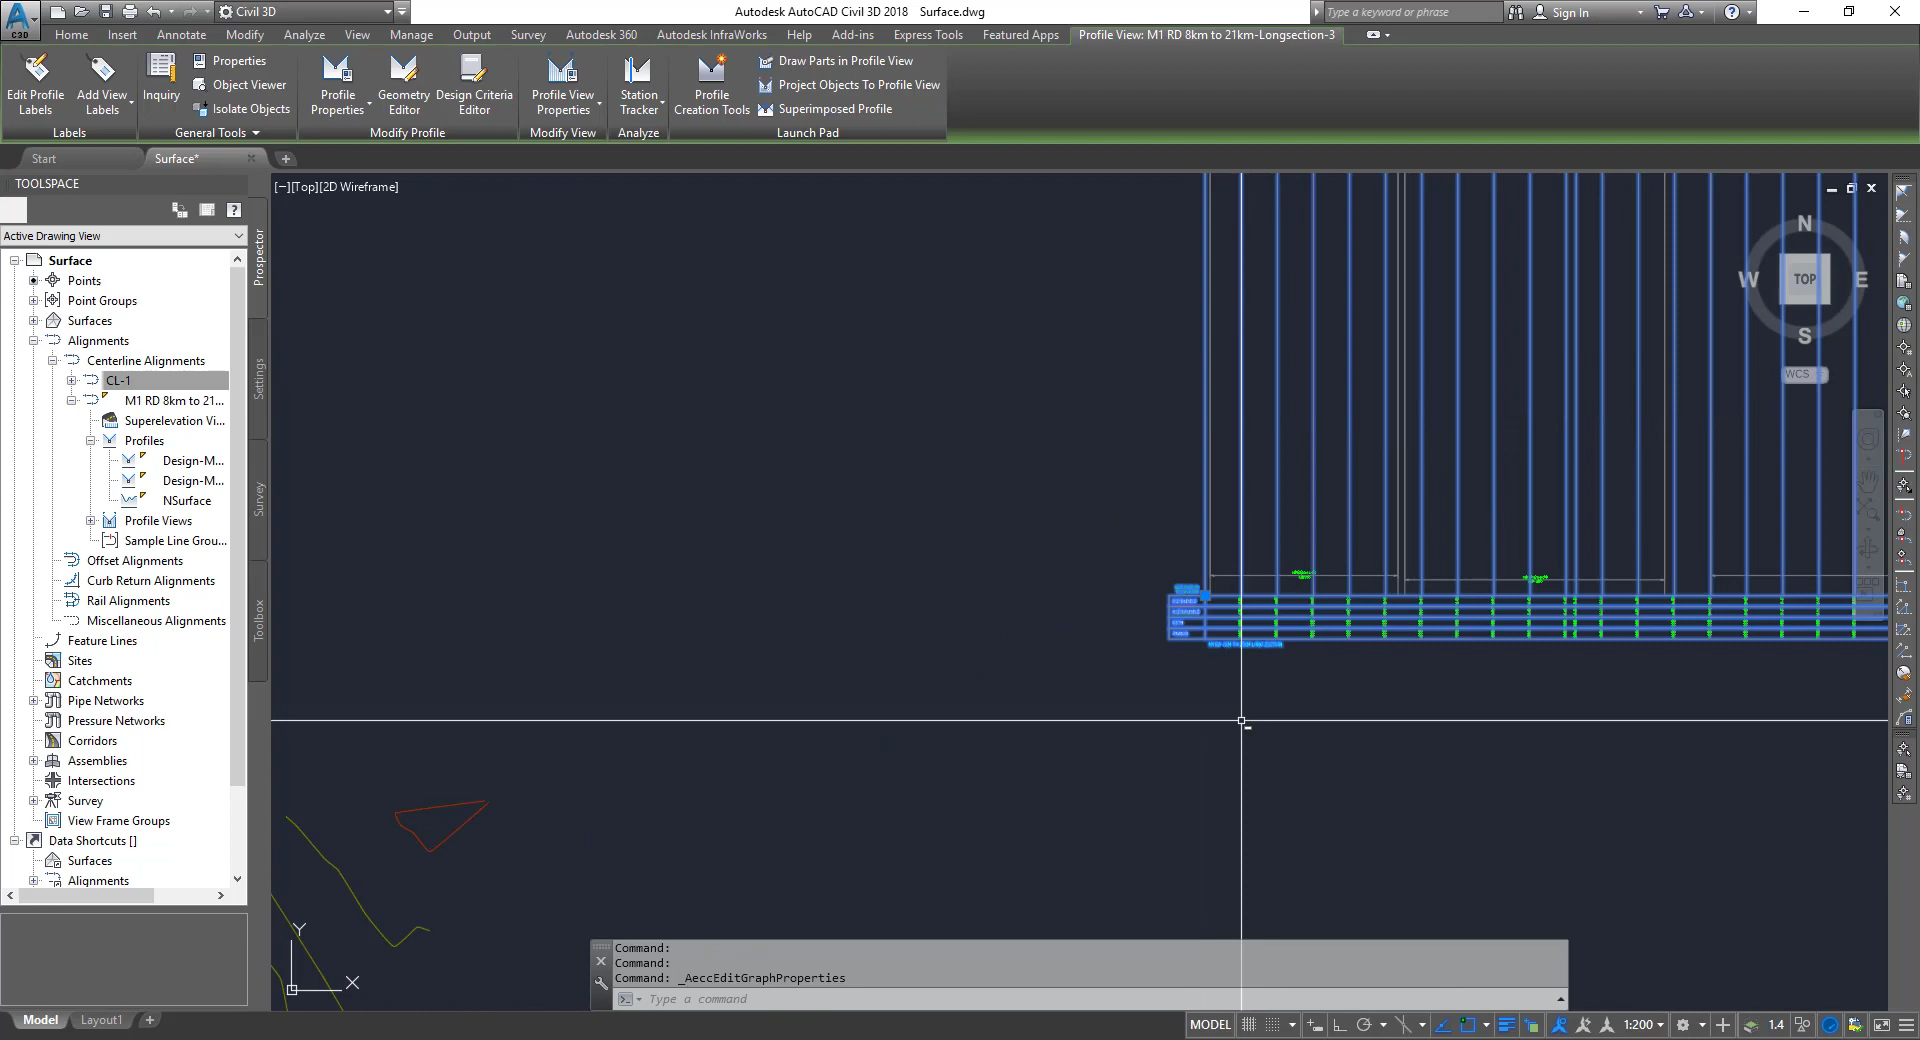 Civil 3D
Autodesk AutoCAD Civil 3D 2018 Surface.dwg
Type a keyword or phrase
Sign In
C3D
Home Insert Annotate Modify Analyze View Manage Output Survey Autodesk 360 Autodesk InfraWorks Help Add-ins Express Tools Featured Apps Profile View: M1 RD 8km to 21km-Longsection-3
Edit Profile Labels
Add View Labels
Labels
Inquiry
Properties
Object Viewer
Isolate Objects
General Tools
Profile Properties
Geometry Editor
Design Criteria Editor
Modify Profile
Profile View Properties
Modify View
Station Tracker
Analyze
Profile Creation Tools
Draw Parts in Profile View
Project Objects To Profile View
Superimposed Profile
Launch Pad
Start
Surface*
TOOLSPACE
Active Drawing View
Surface
Points
Point Groups
Surfaces
Alignments
Centerline Alignments
CL-1
M1 RD 8km to 21...
Superelevation Vi...
Profiles
Design-M...
Design-M...
NSurface
Profile Views
Sample Line Grou...
Offset Alignments
Curb Return Alignments
Rail Alignments
Miscellaneous Alignments
Feature Lines
Sites
Catchments
Pipe Networks
Pressure Networks
Corridors
Assemblies
Intersections
Survey
View Frame Groups
Data Shortcuts []
Surfaces
Alignments
Prospector
Settings
Survey
Toolbox
[−][Top][2D Wireframe]
N
W
TOP
E
S
WCS
Y
X
Command:
Command:
Command: _AeccEditGraphProperties
Type a command
Model
Layout1
MODEL
1:200
1.4